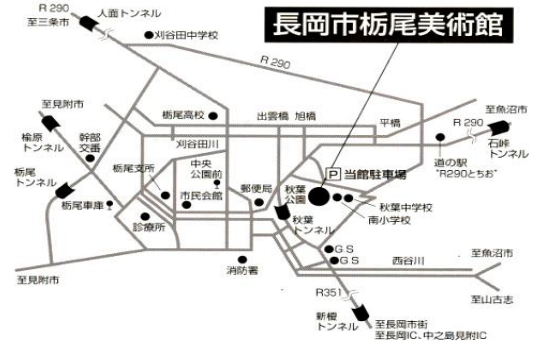 R 290
至三条市
人面トンネル
刈谷田中学校
長岡市栃尾美術館
R 290
至見附市
栃尾高校
出雲橋 旭橋
平橋
至魚沼市
R 290
楡原
トンネル
幹部
交番
刈谷田川
石峠
トンネル
栃尾
トンネル
栃尾支所
中央
公園前
P 当館駐車場
道の駅
"R290とちお"
郵便局
秋葉
公園
秋葉中学校
南小学校
栃尾車庫
市民会館
秋葉
トンネル
診療所
GS
GS
西谷川
至魚沼市
消防署
至見附市
R351
至山古志
新榎
トンネル
至長岡市街
至長岡IC、中之島見附IC